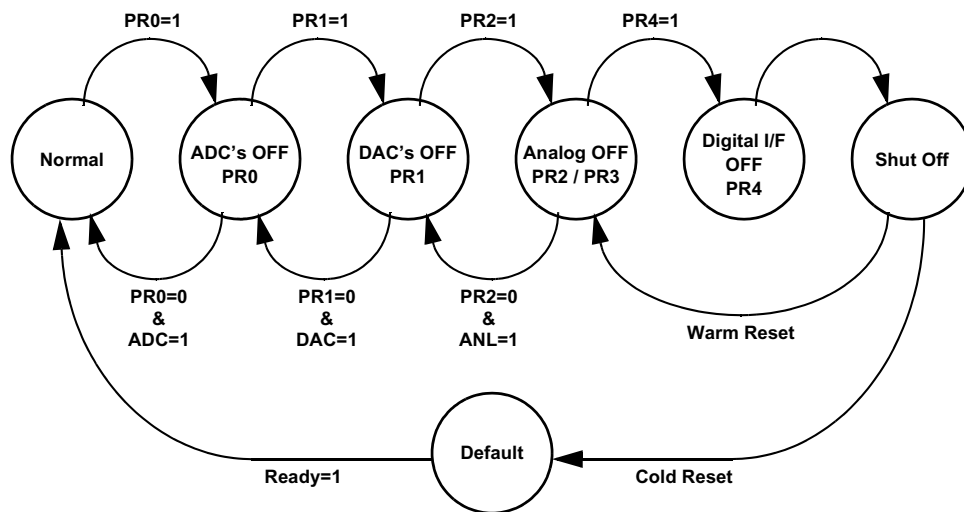 PR0=1
PR1=1
PR2=1
PR4=1
Normal
ADC's OFF
PR0
DAC's OFF
PR1
Analog OFF
PR2 / PR3
Digital I/F
OFF
PR4
Shut Off
PR0=0
&
ADC=1
PR1=0
&
DAC=1
PR2=0
&
ANL=1
Warm Reset
Default
Ready=1
Cold Reset